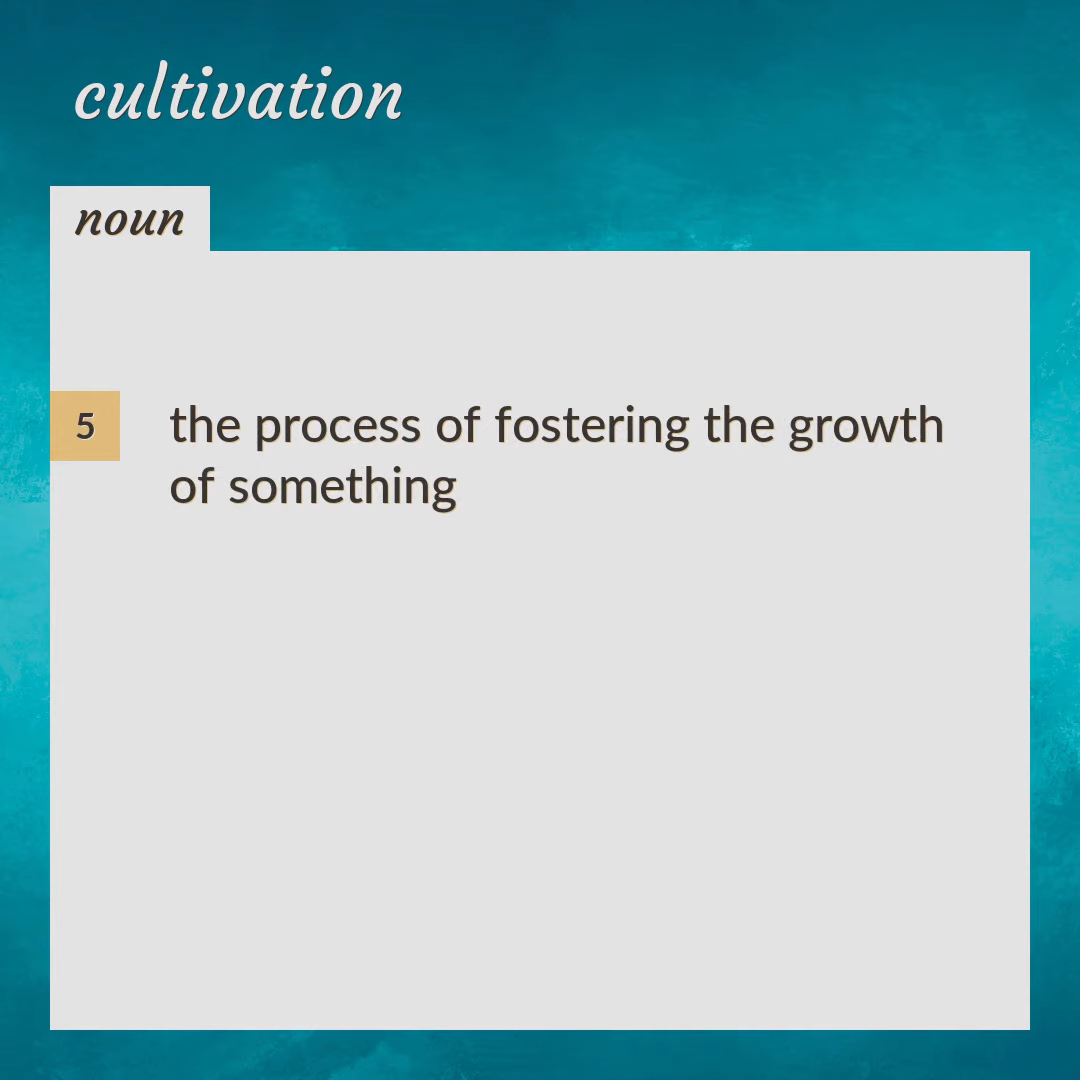 cultivation
noun
5
the process of fostering the growth
of something